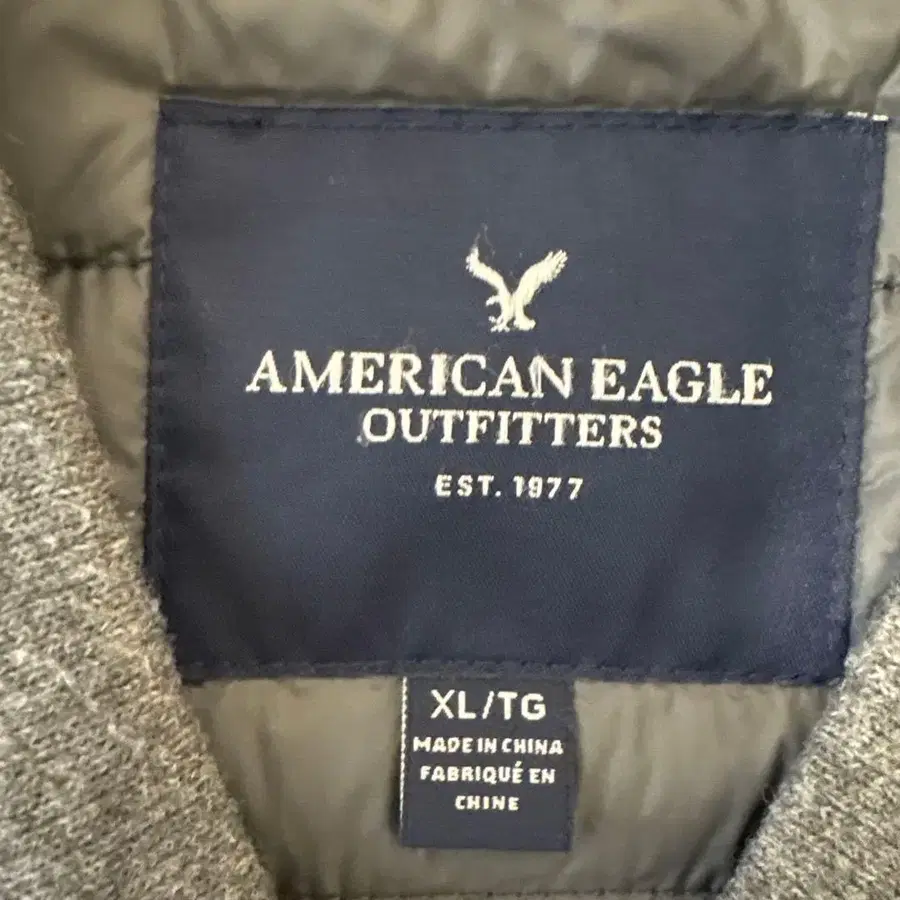 AMERICAN EAGLE
OUTFITTERS
EST. 1977
XL/TG
MADE IN CHINA
FABRIQUÉ EN
CHINE